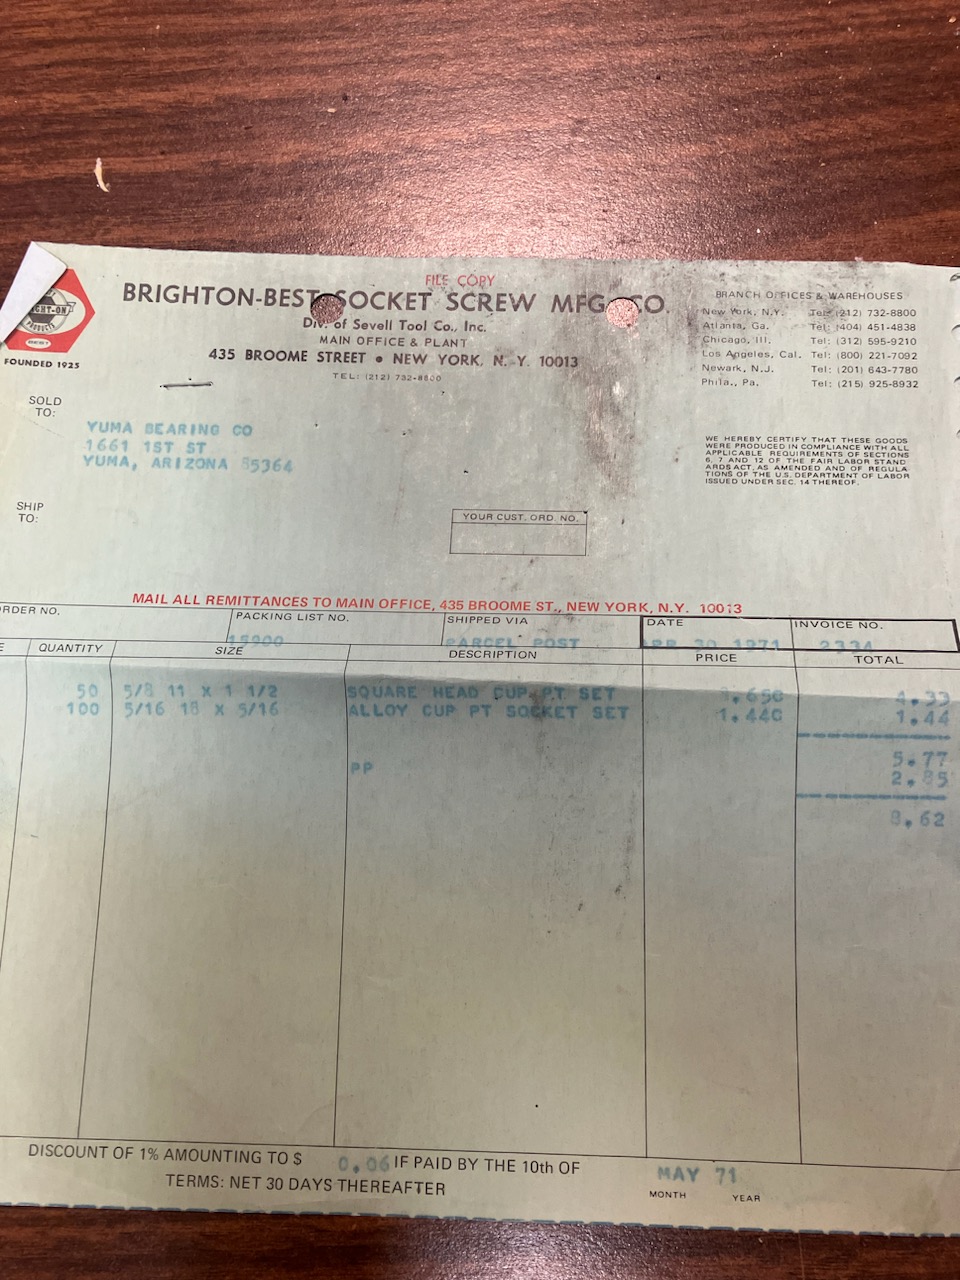 FILE COPY
BRIGHTON-BEST SOCKET SCREW MFG. CO.
Div. of Sevell Tool Co., Inc.
MAIN OFFICE & PLANT
435 BROOME STREET • NEW YORK, N. Y. 10013
TEL: (212) 732-8800
PRODUCTS
BEST
FOUNDED 1925
BRANCH OFFICES & WAREHOUSES
New York, N.Y. Tel: (212) 732-8800
Atlanta, Ga. Tel: (404) 451-4838
Chicago, Ill. Tel: (312) 595-9210
Los Angeles, Cal. Tel: (800) 221-7092
Newark, N.J. Tel: (201) 643-7780
Phila., Pa. Tel: (215) 925-8932
SOLD TO:
YUMA BEARING CO
1661 1ST ST
YUMA, ARIZONA 85364
WE HEREBY CERTIFY THAT THESE GOODS
WERE PRODUCED IN COMPLIANCE WITH ALL
APPLICABLE REQUIREMENTS OF SECTIONS
6, 7 AND 12 OF THE FAIR LABOR STAND
ARDS ACT, AS AMENDED AND OF REGULA
TIONS OF THE U.S. DEPARTMENT OF LABOR
ISSUED UNDER SEC. 14 THEREOF.
SHIP TO:
YOUR CUST. ORD. NO.
MAIL ALL REMITTANCES TO MAIN OFFICE, 435 BROOME ST., NEW YORK, N.Y. 10013
ORDER NO. PACKING LIST NO. SHIPPED VIA DATE INVOICE NO.
15900 PARCEL POST APR 30 1971 2334
QUANTITY SIZE DESCRIPTION PRICE TOTAL
50 5/8 11 X 1 1/2 SQUARE HEAD CUP PT SET 4.33
100 5/16 18 X 5/16 ALLOY CUP PT SOCKET SET 1.44C 1.44
5.77
PP 2.85
8.62
DISCOUNT OF 1% AMOUNTING TO $ 0.06 IF PAID BY THE 10th OF MAY 71
TERMS: NET 30 DAYS THEREAFTER MONTH YEAR